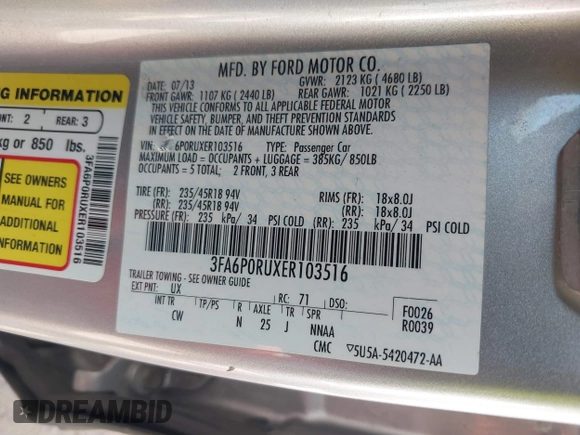 NG INFORMATION
ONT: 2 REAR: 3
kg or 850 lbs.
SEE OWNERS
MANUAL FOR
ADDITIONAL
INFORMATION
3FA6P0RUXER103516
MFD. BY FORD MOTOR CO.
DATE: 07/13 GVWR: 2123 KG ( 4680 LB)
FRONT GAWR: 1107 KG ( 2440 LB) REAR GAWR: 1021 KG ( 2250 LB)
THIS VEHICLE CONFORMS TO ALL APPLICABLE FEDERAL MOTOR
VEHICLE SAFETY, BUMPER, AND THEFT PREVENTION STANDARDS
IN EFFECT ON THE DATE OF MANUFACTURE SHOWN ABOVE.
VIN: 6P0RUXER103516 TYPE: Passenger Car
MAXIMUM LOAD = OCCUPANTS + LUGGAGE = 385KG/ 850LB
OCCUPANTS = 5 TOTAL; 2 FRONT, 3 REAR
TIRE (FR): 235/45R18 94V RIMS (FR): 18x8.0J
(RR): 235/45R18 94V (RR): 18x8.0J
PRESSURE (FR): 235 kPa/ 34 PSI COLD (RR): 235 kPa/ 34 PSI COLD
3FA6P0RUXER103516
TRAILER TOWING - SEE OWNER GUIDE
EXT PNT: UX RC: 71 DSO: F0026
INT TR TP/PS R AXLE TR SPR R0039
CW N 25 J NNAA
CMC 5U5A-5420472-AA
DREAMBID